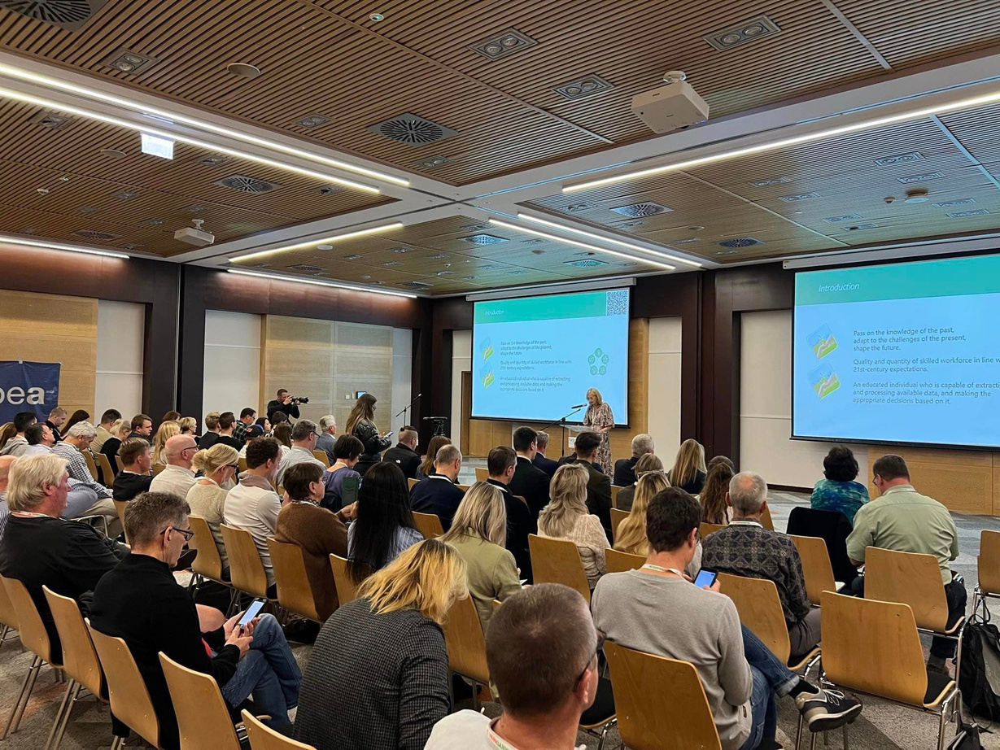 pea
Introduction
Pass on the knowledge of the past,
adapt to the challenges of the present,
shape the future.
Quality and quantity of skilled workforce in line with
21st-century expectations.
An educated individual who is capable of extracting
and processing available data, and making the
appropriate decisions based on it.
Introduction
Pass on the knowledge of the past,
adapt to the challenges of the present,
shape the future.
Quality and quantity of skilled workforce in line w
21st-century expectations.
An educated individual who is capable of extracti
and processing available data, and making the
appropriate decisions based on it.